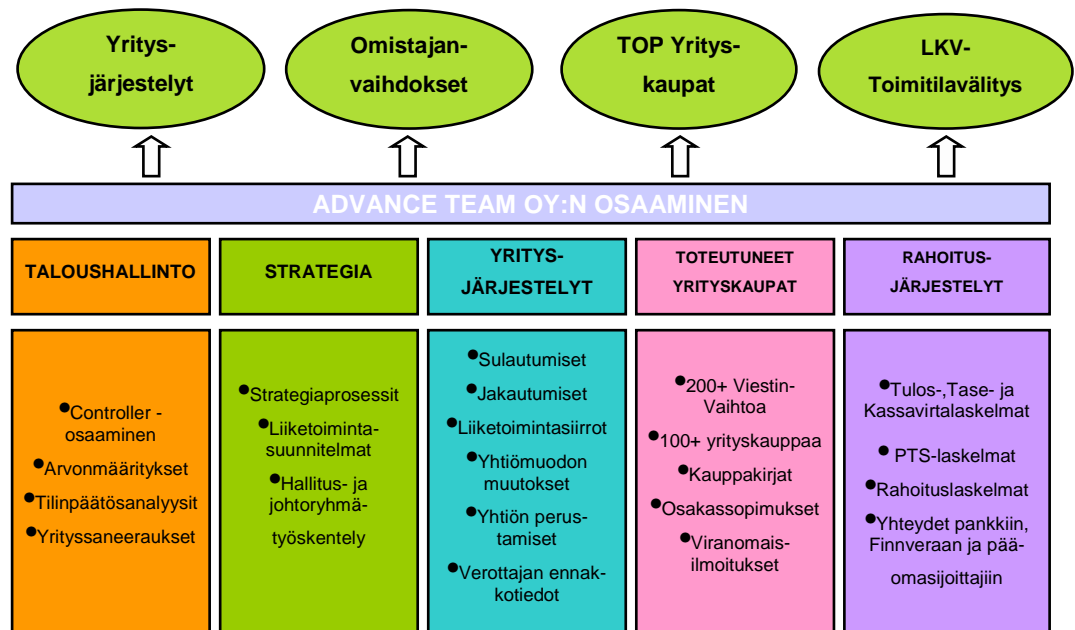 Yritys-
järjestelyt
Omistajan-
vaihdokset
TOP Yritys-
kaupat
LKV-
Toimitilavälitys
ADVANCE TEAM OY:N OSAAMINEN
TALOUSHALLINTO
STRATEGIA
YRITYS-
JÄRJESTELYT
TOTEUTUNEET
YRITYSKAUPAT
RAHOITUS-
JÄRJESTELYT
●Controller -
osaaminen
●Arvonmääritykset
●Tilinpäätösanalyysit
●Yrityssaneeraukset
●Strategiaprosessit
●Liiketoiminta-
suunnitelmat
●Hallitus- ja
johtoryhmä-
työskentely
●Sulautumiset
●Jakautumiset
●Liiketoimintasiirrot
●Yhtiömuodon
muutokset
●Yhtiön perus-
tamiset
●Verottajan ennak-
kotiedot
●200+ Viestin-
Vaihtoa
●100+ yrityskauppaa
●Kauppakirjat
●Osakassopimukset
●Viranomais-
ilmoitukset
●Tulos-,Tase- ja
Kassavirtalaskelmat
● PTS-laskelmat
●Rahoituslaskelmat
●Yhteydet pankkiin,
Finnveraan ja pää-
omasijoittajiin